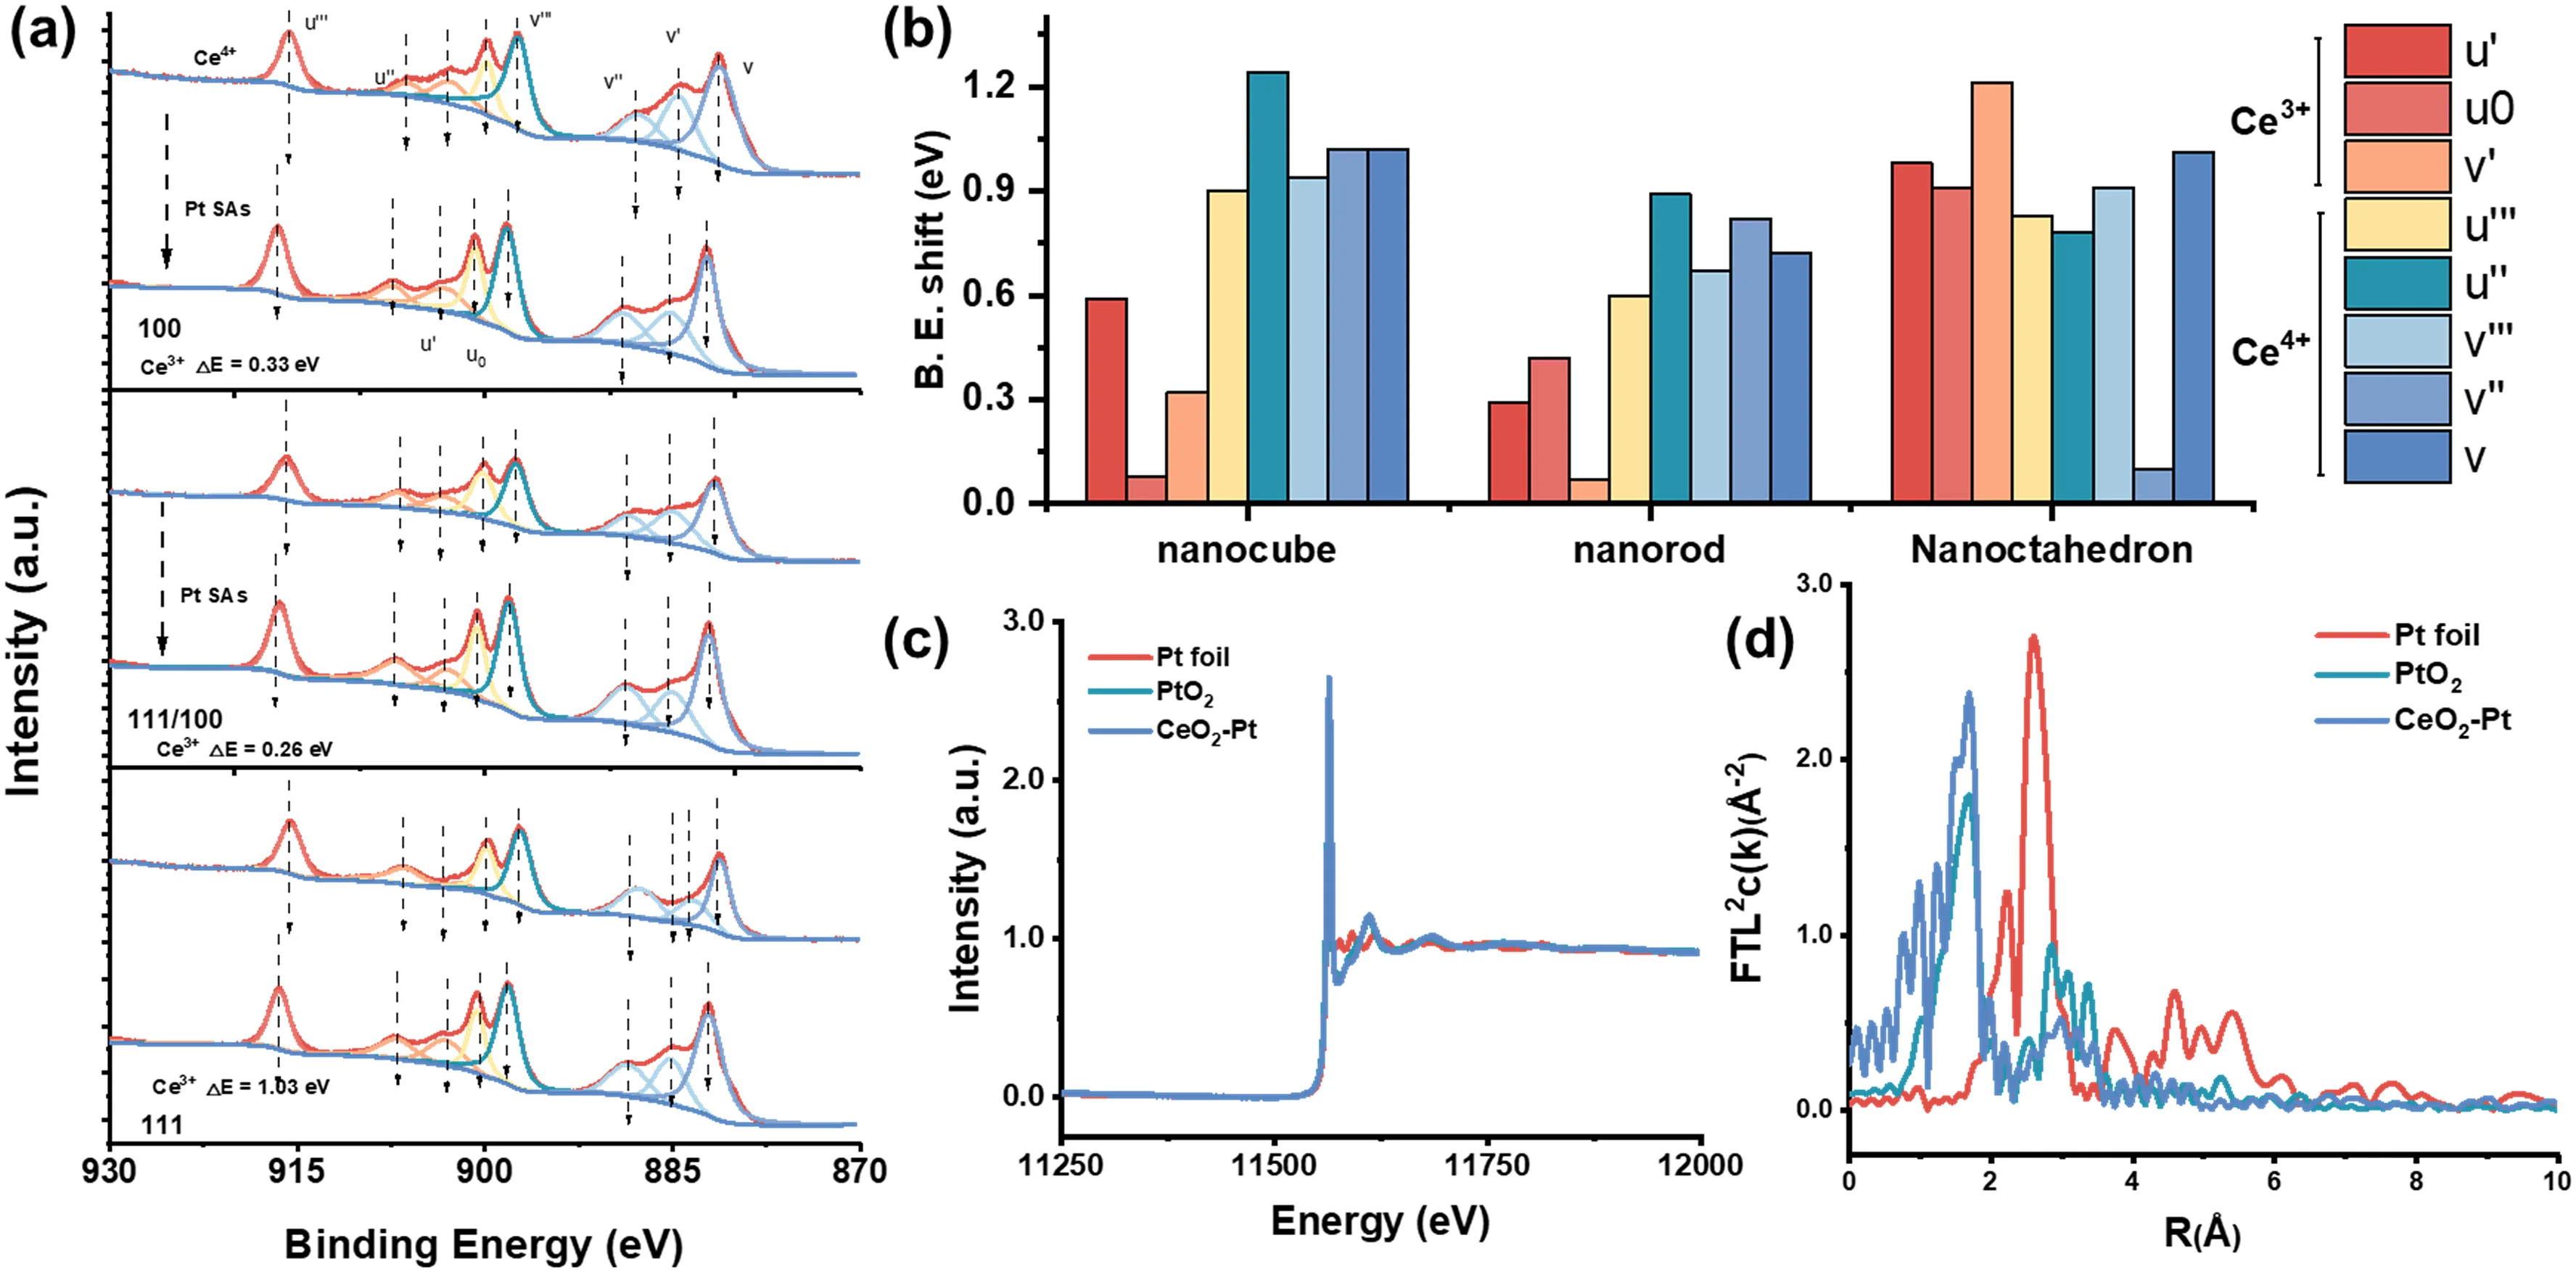 (a)
u'''
v'''
Ce4+
u''
v'
v''
v
Pt SAs
100
u'
u0
Ce3+ △E = 0.33 eV
Pt SAs
111/100
Ce3+ △E = 0.26 eV
Ce3+ △E = 1.03 eV
111
930 915 900 885 870
Binding Energy (eV)
Intensity (a.u.)
(b)
1.2
0.9
0.6
0.3
0.0
B. E. shift (eV)
nanocube nanorod Nanoctahedron
Ce3+
Ce4+
u'
u0
v'
u'''
u''
v'''
v''
v
(c)
3.0
2.0
1.0
0.0
Intensity (a.u.)
Pt foil
PtO2
CeO2-Pt
11250 11500 11750 12000
Energy (eV)
(d)
3.0
2.0
1.0
0.0
FTL2c(k)(Å-2)
Pt foil
PtO2
CeO2-Pt
0 2 4 6 8 10
R(Å)